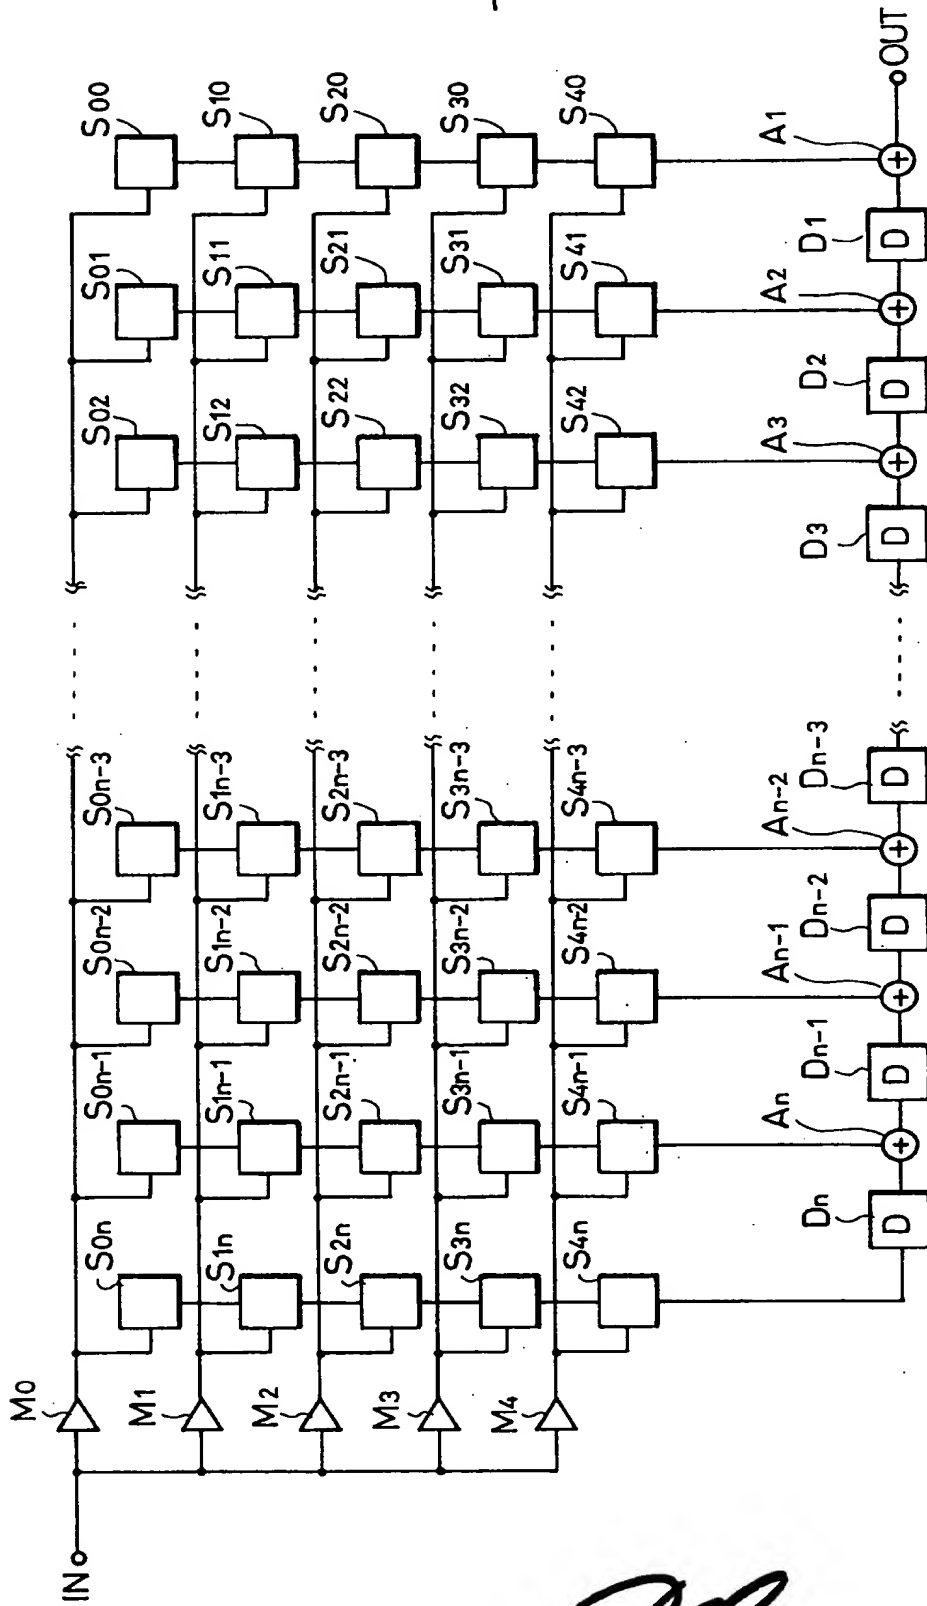 IN
M0
M1
M2
M3
M4
S0n
S0n-1
S0n-2
S0n-3
S02
S01
S00
S1n
S1n-1
S1n-2
S1n-3
S12
S11
S10
S2n
S2n-1
S2n-2
S2n-3
S22
S21
S20
S3n
S3n-1
S3n-2
S3n-3
S32
S31
S30
S4n
S4n-1
S4n-2
S4n-3
S42
S41
S40
Dn
An
Dn-1
An-1
Dn-2
An-2
Dn-3
D3
A3
D2
A2
D1
A1
D
D
D
D
D
D
D
OUT